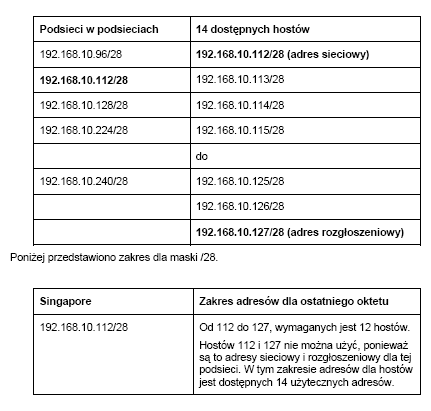 Podsieci w podsieciach | 14 dostępnych hostów
192.168.10.96/28 | 192.168.10.112/28 (adres sieciowy)
192.168.10.112/28 | 192.168.10.113/28
192.168.10.128/28 | 192.168.10.114/28
192.168.10.224/28 | 192.168.10.115/28
do
192.168.10.240/28 | 192.168.10.125/28
192.168.10.126/28
192.168.10.127/28 (adres rozgłoszeniowy)
Poniżej przedstawiono zakres dla maski /28.
Singapore | Zakres adresów dla ostatniego oktetu
192.168.10.112/28 | Od 112 do 127, wymaganych jest 12 hostów.
Hostów 112 i 127 nie można użyć, ponieważ
są to adresy sieciowy i rozgłoszeniowy dla tej
podsieci. W tym zakresie adresów dla hostów
jest dostępnych 14 użytecznych adresów.